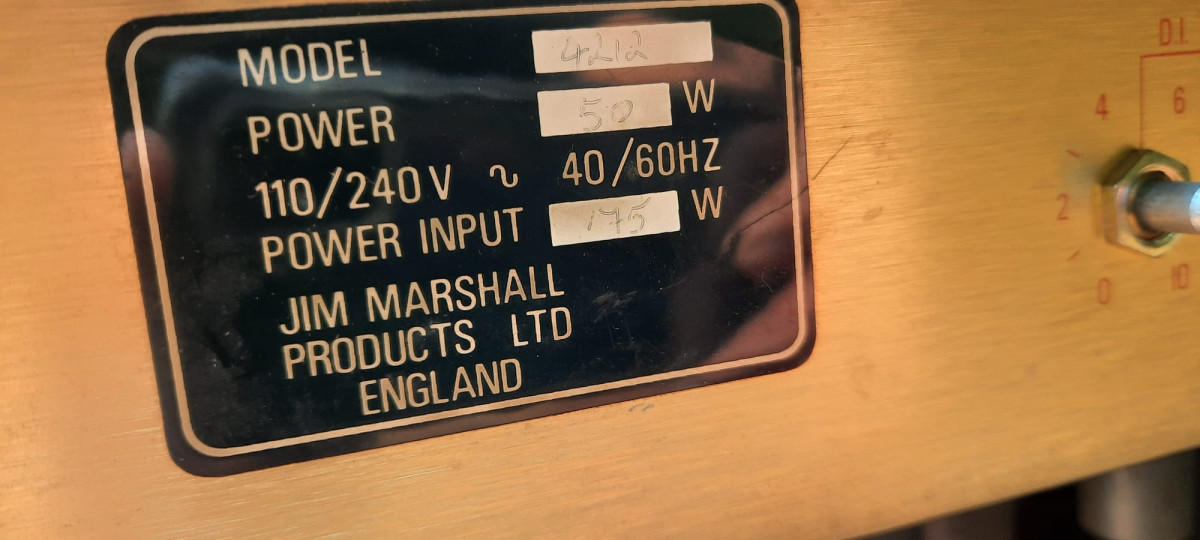 MODEL 4212
POWER 50 W
110/240V ~ 40/60HZ
POWER INPUT 175 W
JIM MARSHALL
PRODUCTS LTD
ENGLAND
D.I.
4 6
2
0 10